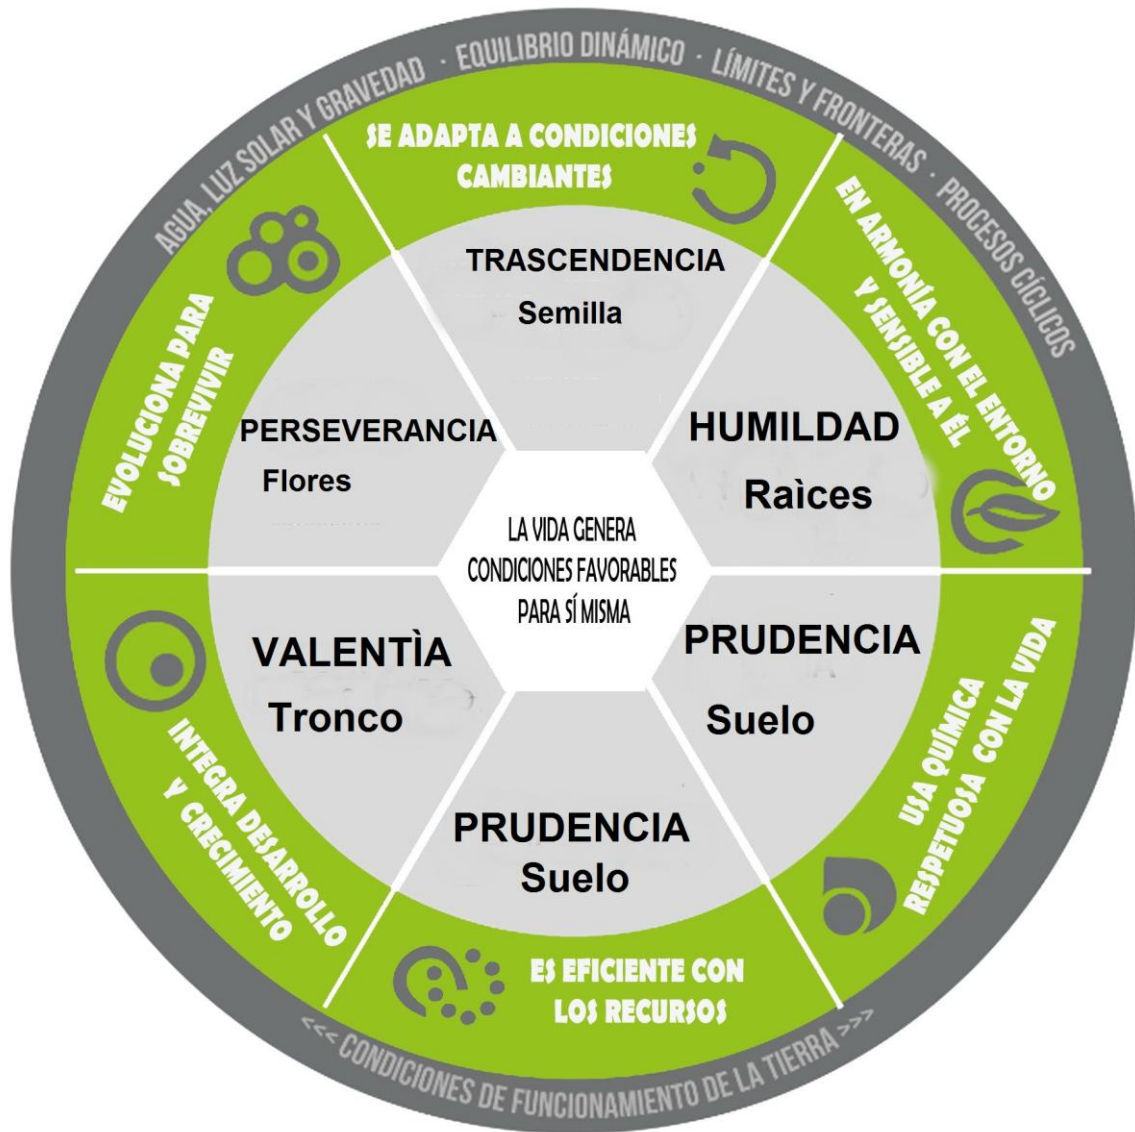 AGUA, LUZ SOLAR Y GRAVEDAD · EQUILIBRIO DINÁMICO · LÍMITES Y FRONTERAS · PROCESOS CÍCLICOS
SE ADAPTA A CONDICIONES
CAMBIANTES
TRASCENDENCIA
Semilla
EN ARMONÍA CON EL ENTORNO
Y SENSIBLE A ÉL
HUMILDAD
Raìces
USA QUÍMICA
RESPETUOSA CON LA VIDA
PRUDENCIA
Suelo
ES EFICIENTE CON
LOS RECURSOS
PRUDENCIA
Suelo
INTEGRA DESARROLLO
Y CRECIMIENTO
VALENTÌA
Tronco
EVOLUCIONA PARA
SOBREVIVIR
PERSEVERANCIA
Flores
LA VIDA GENERA
CONDICIONES FAVORABLES
PARA SÍ MISMA
<<< CONDICIONES DE FUNCIONAMIENTO DE LA TIERRA >>>